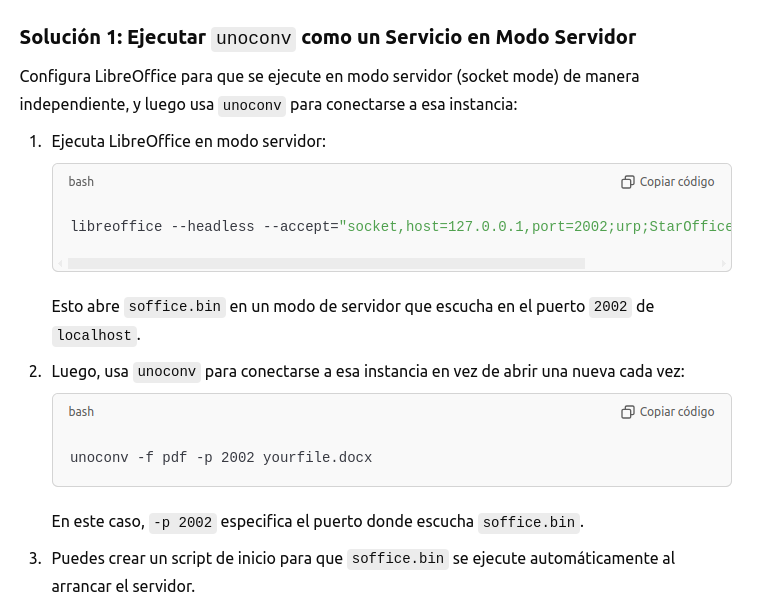 Solución 1: Ejecutar unoconv como un Servicio en Modo Servidor
Configura LibreOffice para que se ejecute en modo servidor (socket mode) de manera
independiente, y luego usa unoconv para conectarse a esa instancia:
1. Ejecuta LibreOffice en modo servidor:
bash Copiar código
libreoffice --headless --accept="socket,host=127.0.0.1,port=2002;urp;StarOffice
Esto abre soffice.bin en un modo de servidor que escucha en el puerto 2002 de
localhost.
2. Luego, usa unoconv para conectarse a esa instancia en vez de abrir una nueva cada vez:
bash Copiar código
unoconv -f pdf -p 2002 yourfile.docx
En este caso, -p 2002 especifica el puerto donde escucha soffice.bin.
3. Puedes crear un script de inicio para que soffice.bin se ejecute automáticamente al
arrancar el servidor.